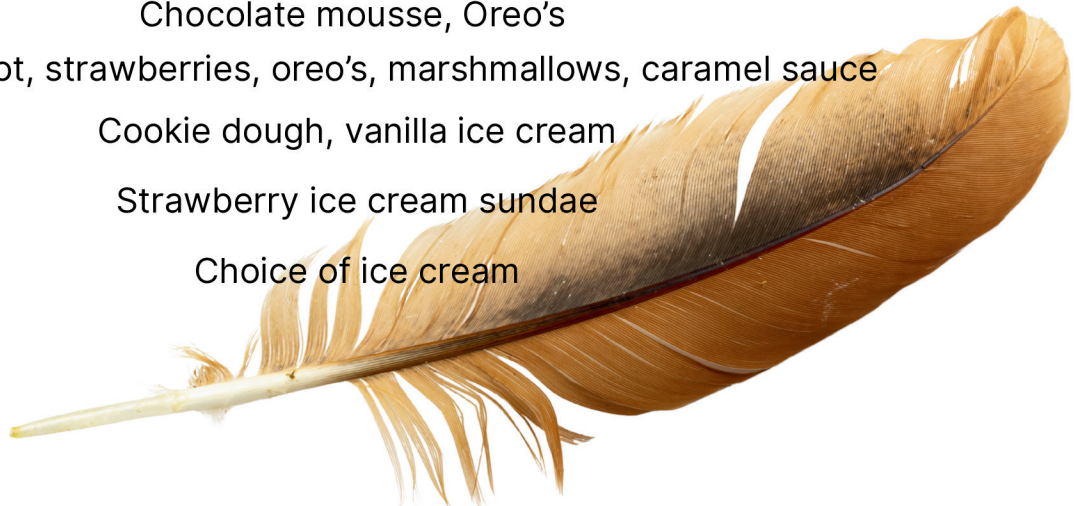 Chocolate mousse, Oreo’s
strawberries, oreo’s, marshmallows, caramel sauce
Cookie dough, vanilla ice cream
Strawberry ice cream sundae
Choice of ice cream